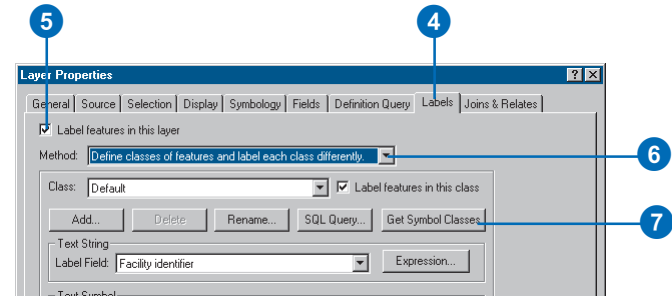 5 4
Layer Properties ? ×
General Source Selection Display Symbology Fields Definition Query Labels Joins & Relates
Label features in this layer
Method: Define classes of features and label each class differently. 6
Class: Default Label features in this class
Add... Delete Rename... SQL Query... Get Symbol Classes 7
Text String
Label Field: Facility identifier Expression...
Text Symbol